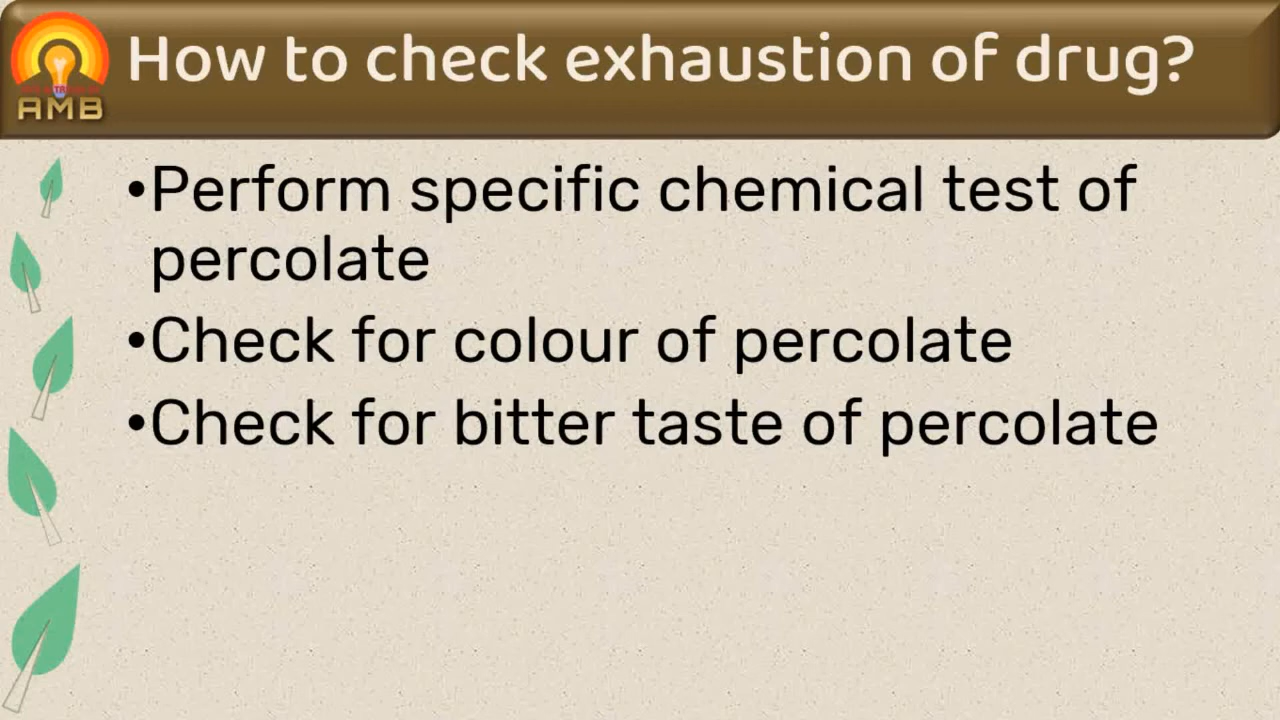 How to check exhaustion of drug?
AMB
•Perform specific chemical test of
percolate
•Check for colour of percolate
•Check for bitter taste of percolate